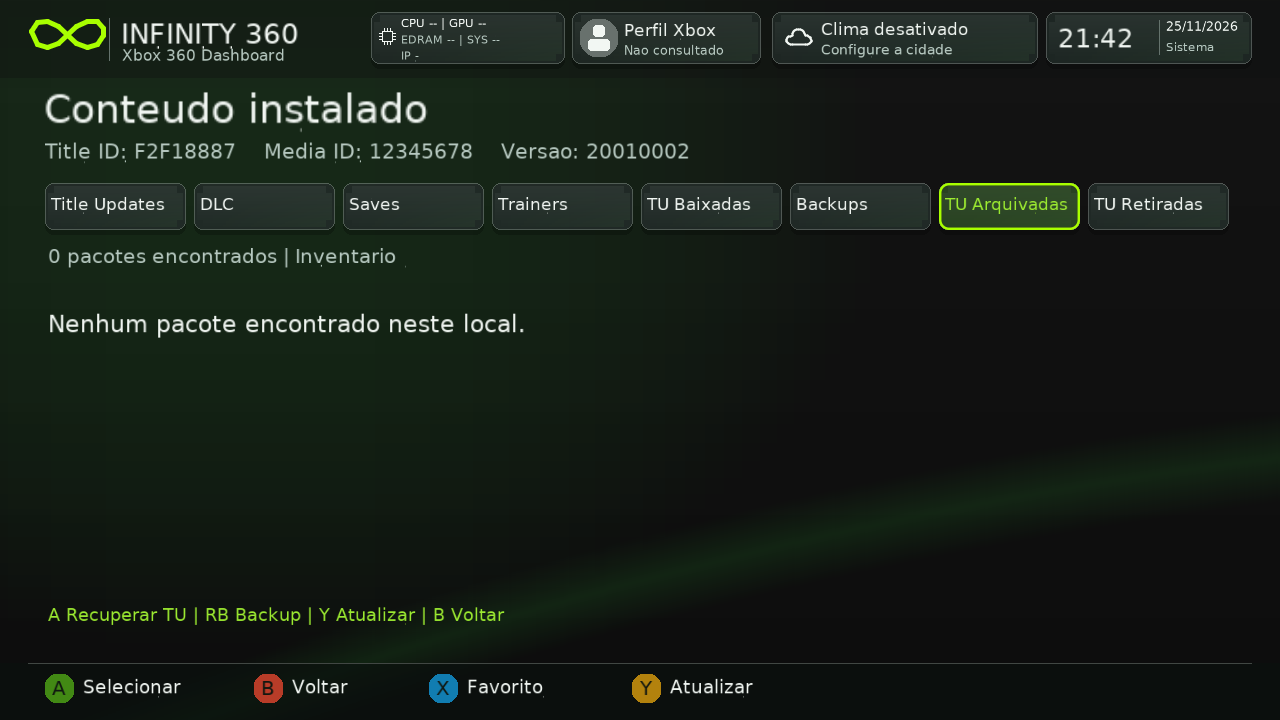 INFINITY 360
Xbox 360 Dashboard
CPU -- | GPU --
EDRAM -- | SYS --
IP -
Perfil Xbox
Nao consultado
Clima desativado
Configure a cidade
21:42
25/11/2026
Sistema
Conteudo instalado
Title ID: F2F18887 Media ID: 12345678 Versao: 20010002
Title Updates DLC Saves Trainers TU Baixadas Backups TU Arquivadas TU Retiradas
0 pacotes encontrados | Inventario
Nenhum pacote encontrado neste local.
A Recuperar TU | RB Backup | Y Atualizar | B Voltar
A Selecionar B Voltar X Favorito Y Atualizar